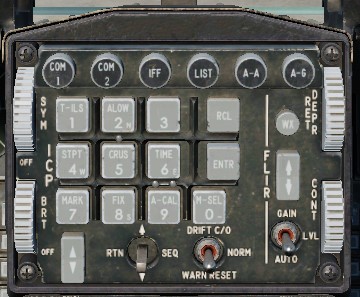 COM 1
COM 2
IFF
LIST
A-A
A-G
SYM
RET DEPR
T-ILS 1
ALOW 2 N
3
RCL
WX
OFF
ICP
STPT 4 W
CRUS 5
TIME 6 E
ENTR
FLIR
BRT
MARK 7
FIX 8 S
A-CAL 9
M-SEL 0-
CONT
GAIN
LVL
AUTO
OFF
RTN
SEQ
DRIFT C/O
NORM
WARN RESET